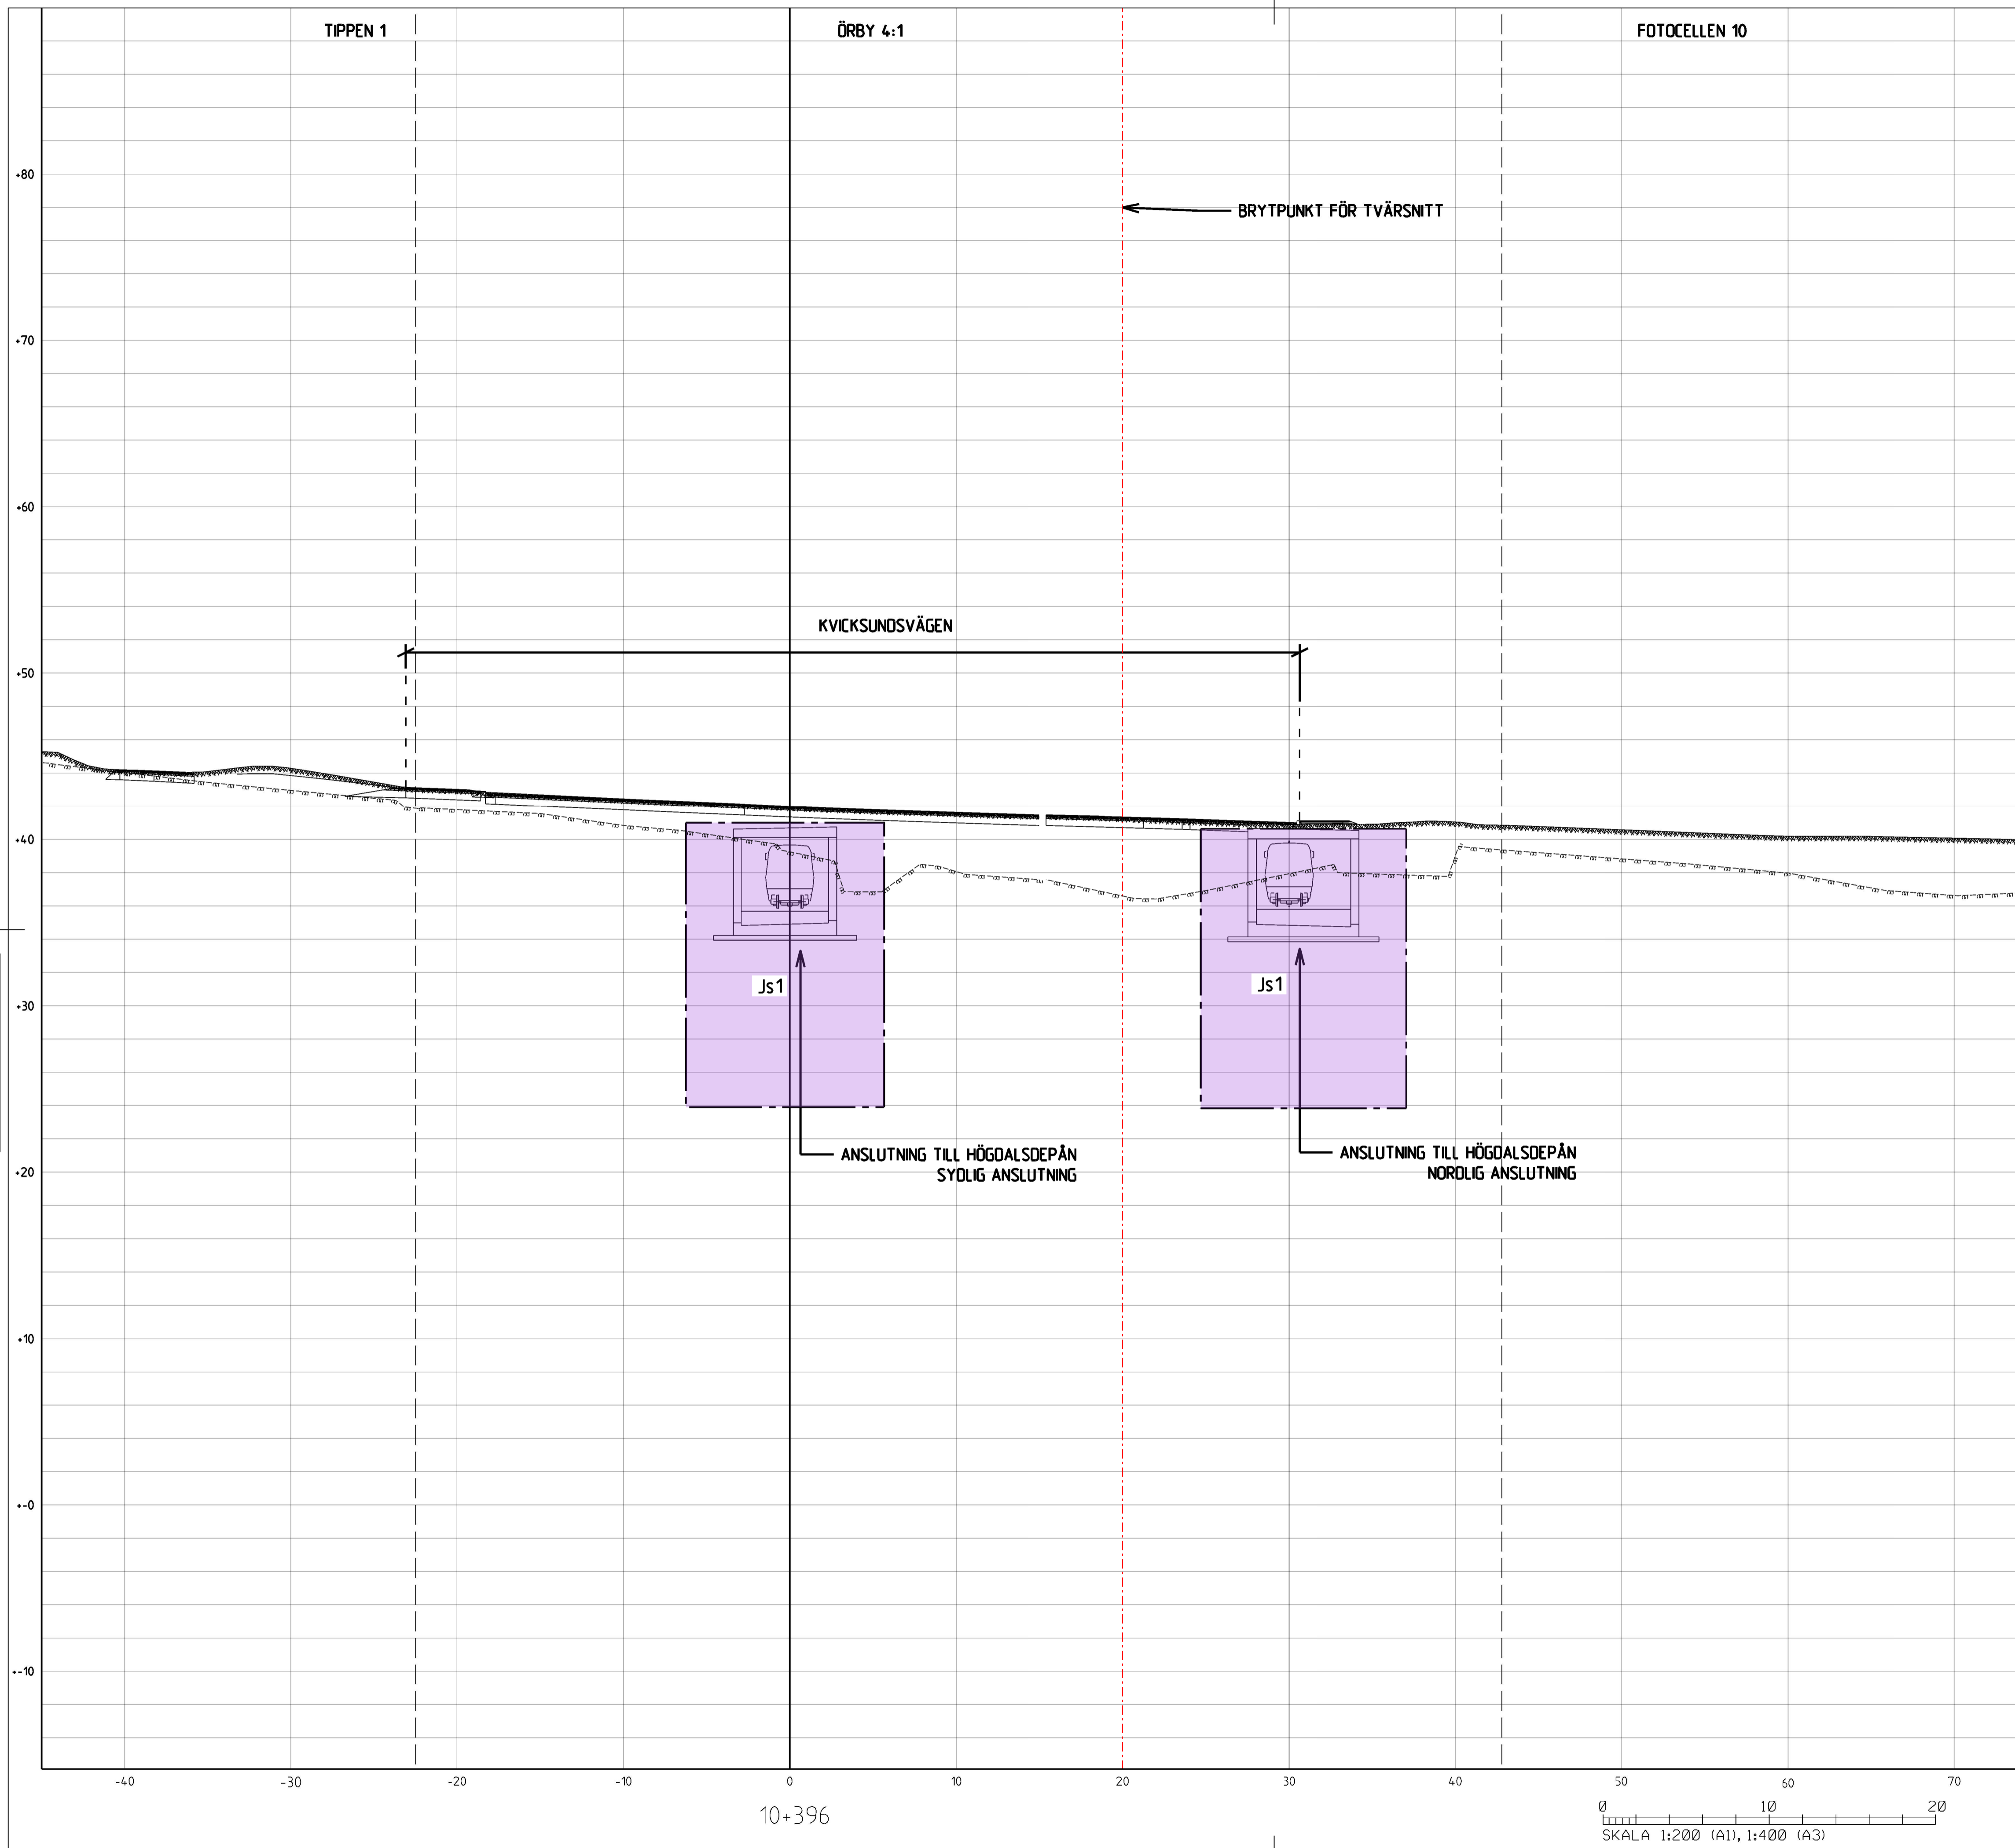 TIPPEN 1
ÖRBY 4:1
FOTOCELLEN 10
+80
BRYTPUNKT FÖR TVÄRSNITT
+70
+60
KVICKSUNDSVÄGEN
+50
+40
Js1
Js1
+30
ANSLUTNING TILL HÖGDALSDEPÅN
SYDLIG ANSLUTNING
ANSLUTNING TILL HÖGDALSDEPÅN
NORDLIG ANSLUTNING
+20
+10
+-0
+-10
-40 -30 -20 -10 0 10 20 30 40 50 60 70
10+396
0 10 20
SKALA 1:200 (A1), 1:400 (A3)